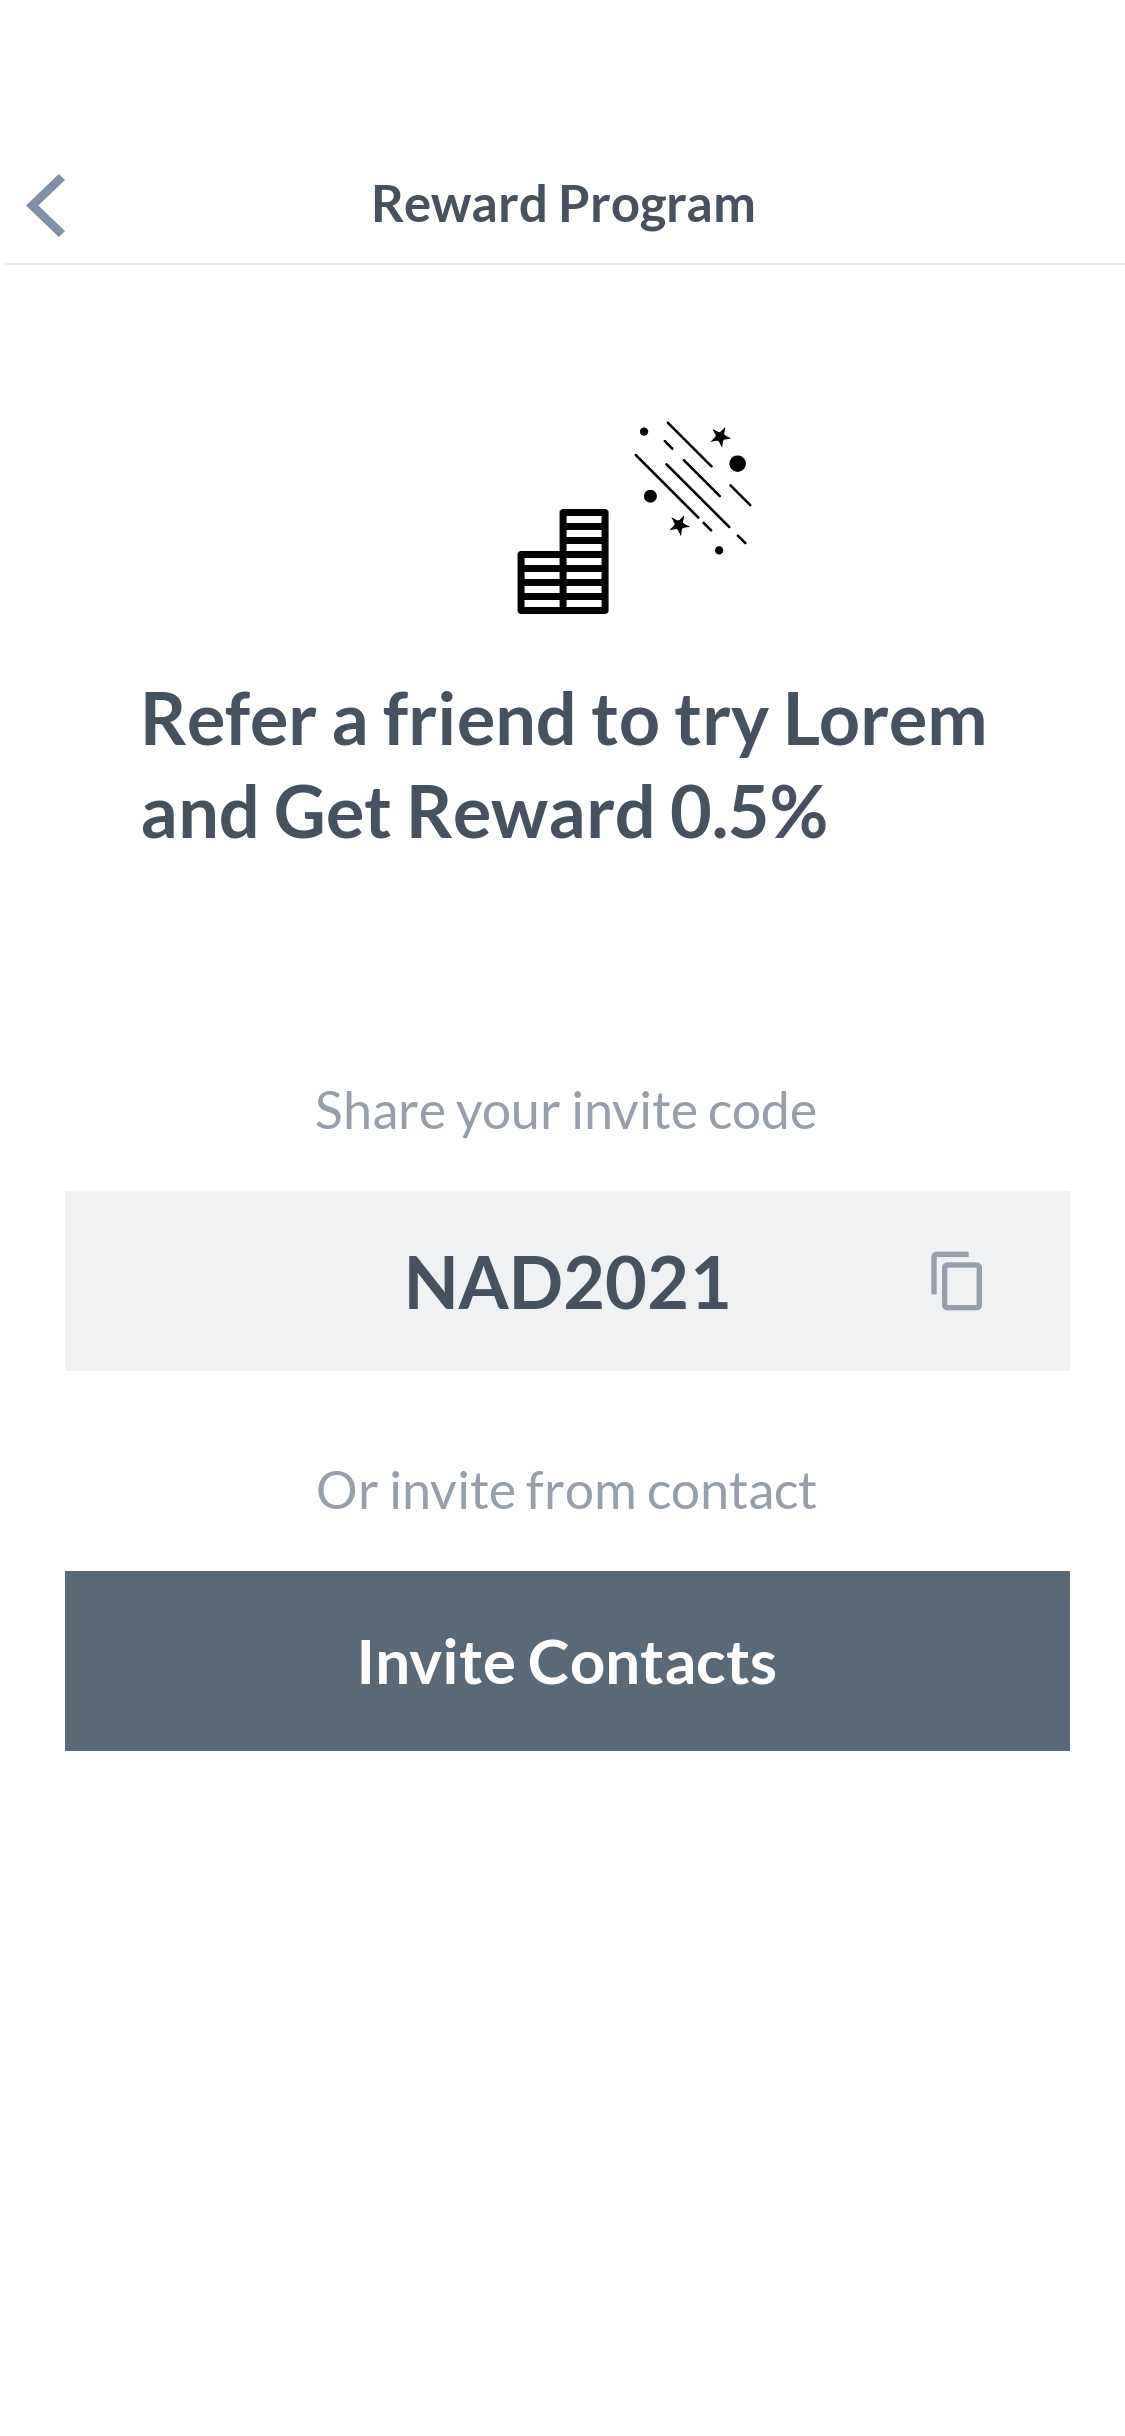 Reward Program
Refer a friend to try Lorem
and Get Reward 0.5%
Share your invite code
NAD2021
Or invite from contact
Invite Contacts